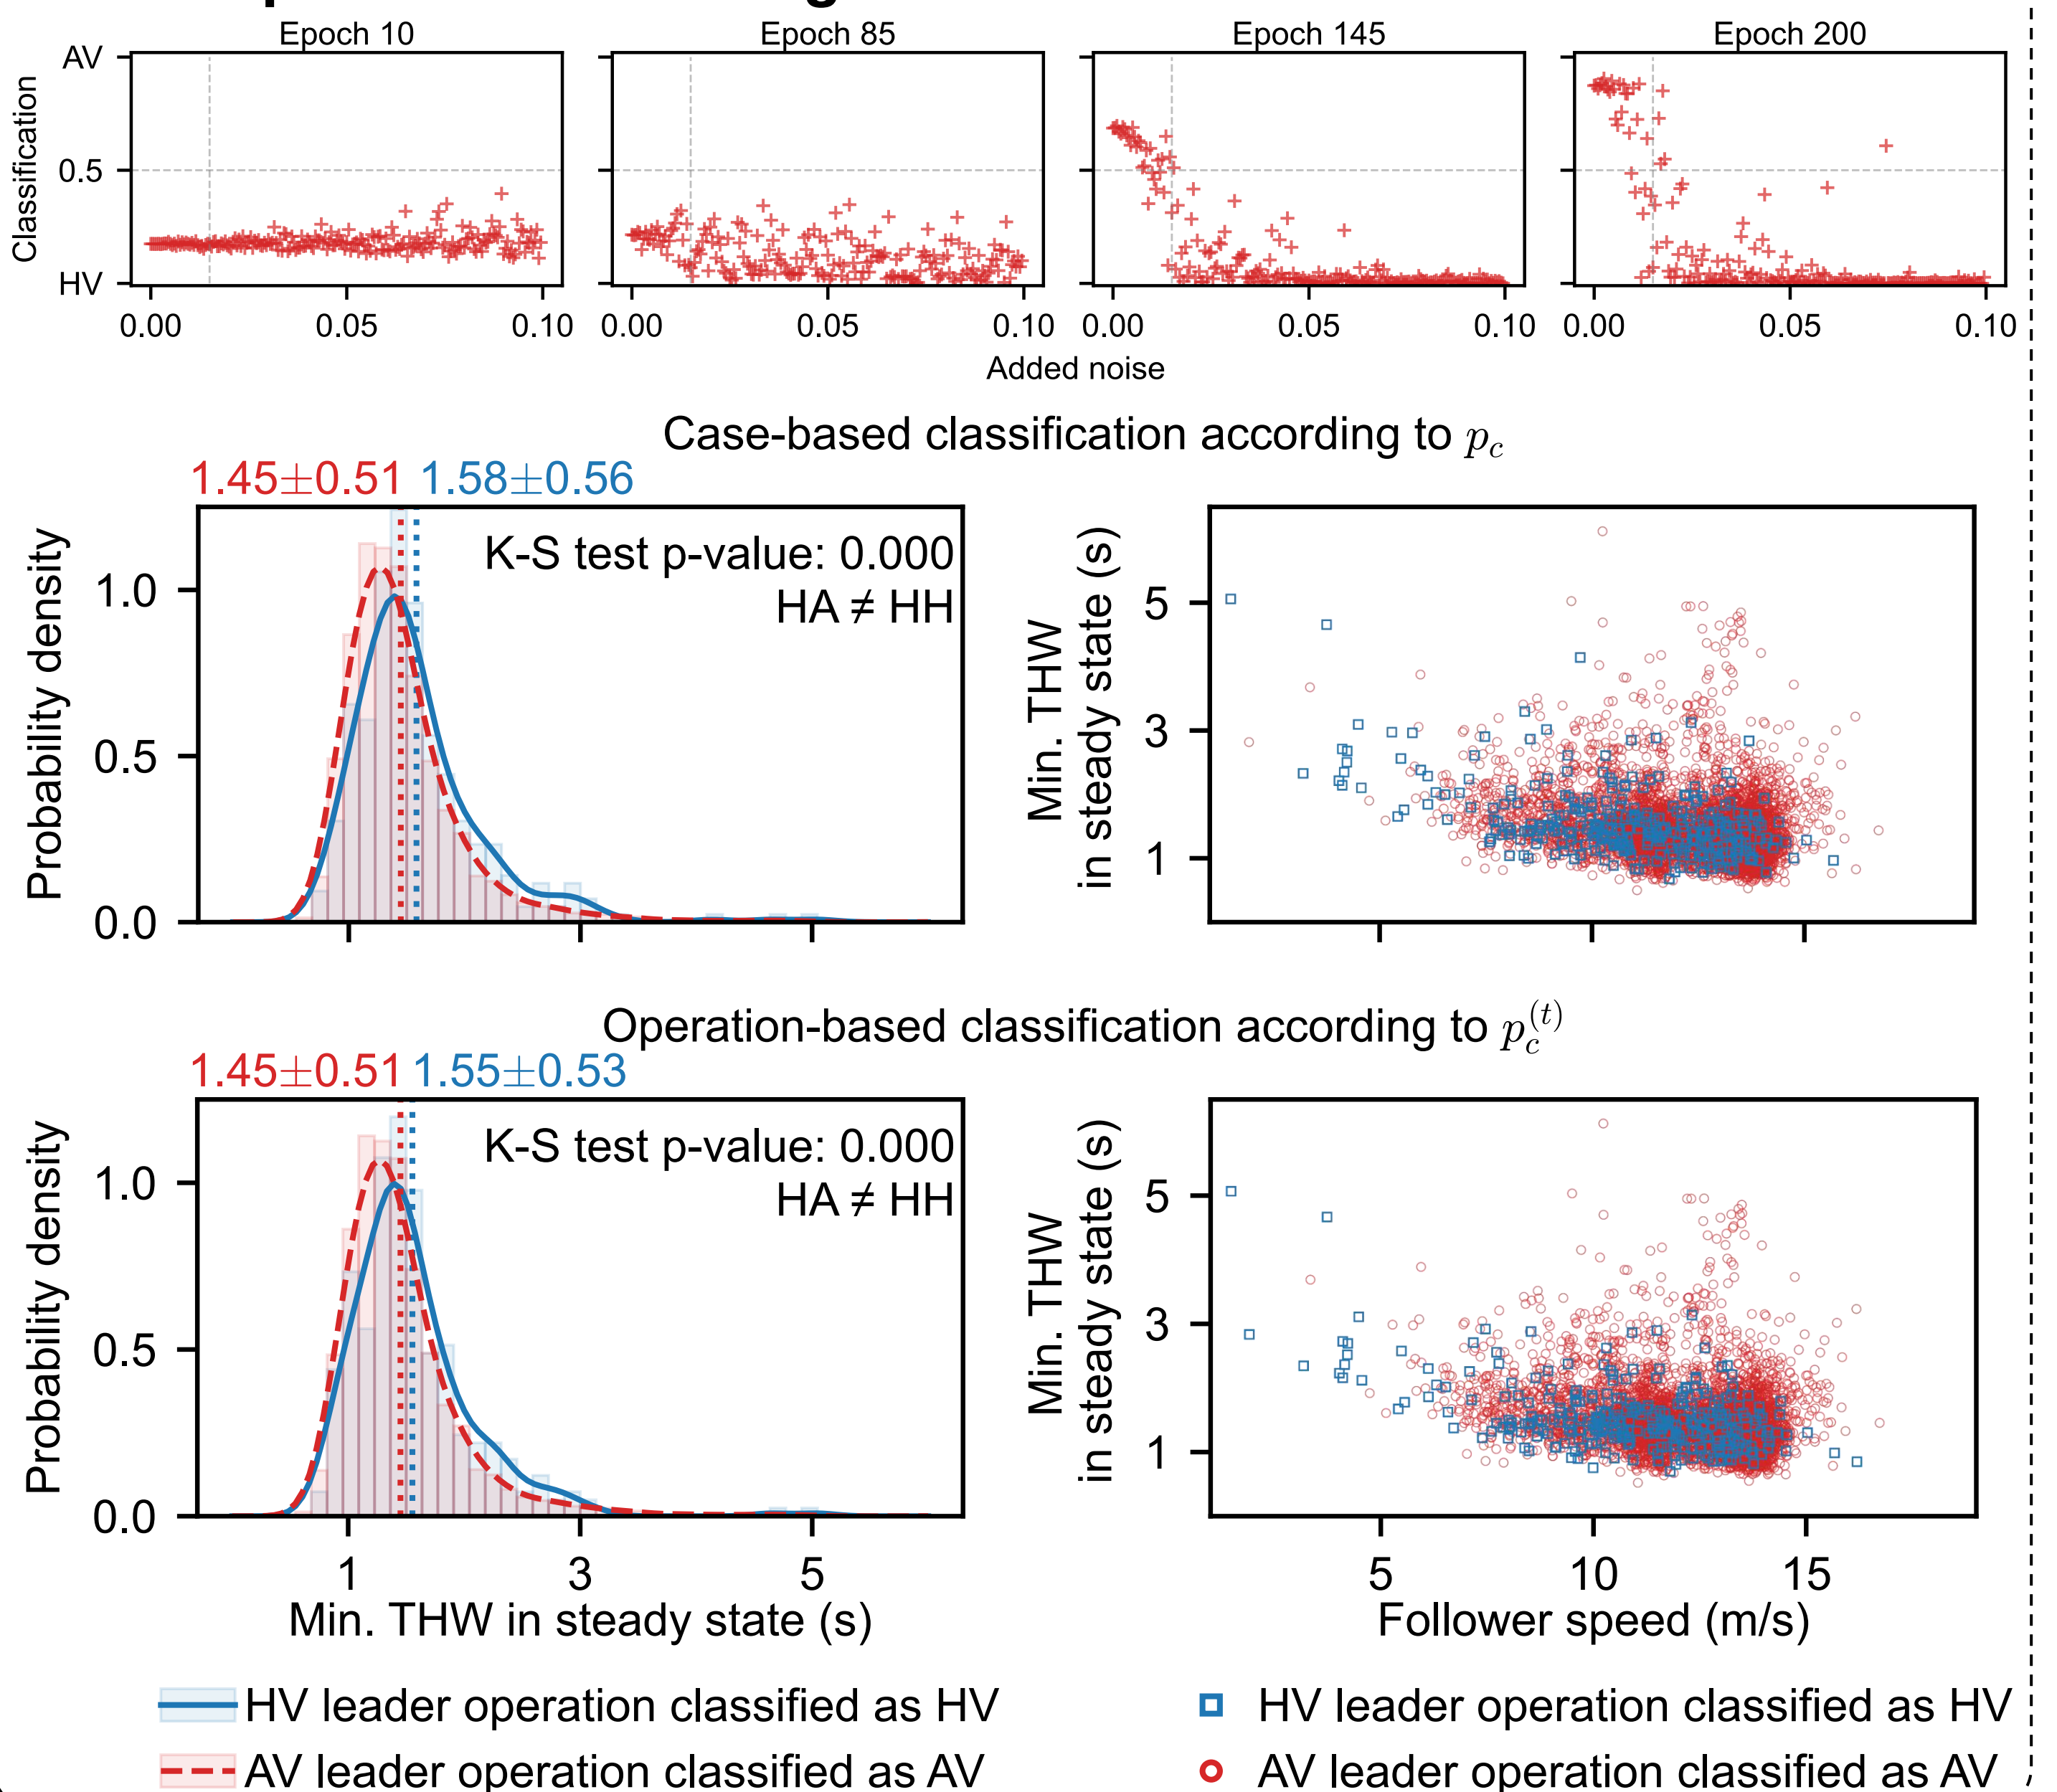 Epoch 10
Epoch 85
Epoch 145
Epoch 200
Classification
AV
0.5
HV
0.00 0.05 0.10
0.00 0.05 0.10
0.00 0.05 0.10
0.00 0.05 0.10
Added noise
Case-based classification according to p_c
1.45±0.51 1.58±0.56
K-S test p-value: 0.000
HA ≠ HH
Probability density
1.0
0.5
0.0
Min. THW
in steady state (s)
5
3
1
Operation-based classification according to p_c^(t)
1.45±0.51 1.55±0.53
K-S test p-value: 0.000
HA ≠ HH
Probability density
1.0
0.5
0.0
1 3 5
Min. THW in steady state (s)
Min. THW
in steady state (s)
5
3
1
5 10 15
Follower speed (m/s)
HV leader operation classified as HV
AV leader operation classified as AV
HV leader operation classified as HV
AV leader operation classified as AV